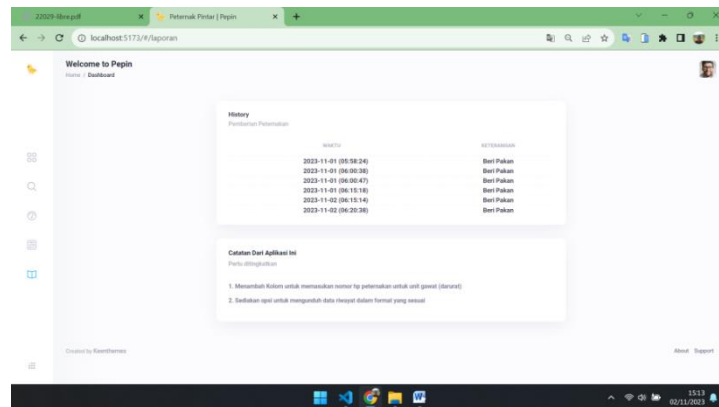 22029-libre.pdf
Peternak Pintar | Pepin
localhost:5173/#/laporan
Welcome to Pepin
Home / Dashboard
History
Pemberian Peternakan
WAKTU KETERANGAN
2023-11-01 (05:58:24) Beri Pakan
2023-11-01 (06:00:38) Beri Pakan
2023-11-01 (06:00:47) Beri Pakan
2023-11-01 (06:15:18) Beri Pakan
2023-11-02 (06:15:14) Beri Pakan
2023-11-02 (06:20:38) Beri Pakan
Catatan Dari Aplikasi Ini
Perlu ditingkatkan
1. Menambah Kolom untuk memasukan nomor hp peternakan untuk unit gawat (darurat)
2. Sediakan opsi untuk mengunduh data riwayat dalam format yang sesuai
Created by Keenthemes
About Support
15:13
02/11/2023